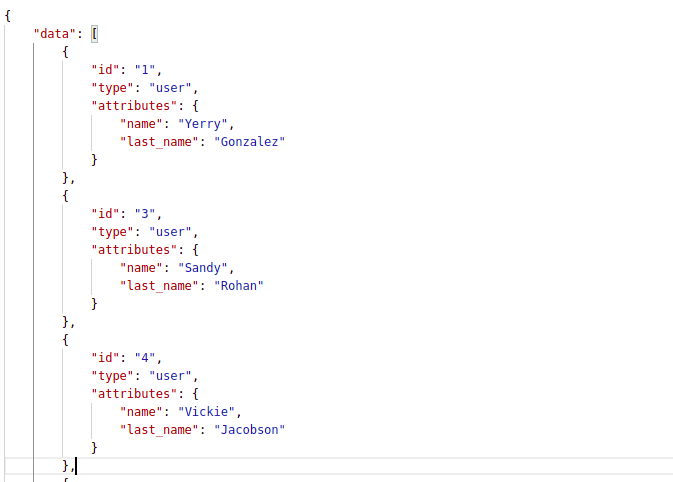 {
    "data": [
        {
            "id": "1",
            "type": "user",
            "attributes": {
                "name": "Yerry",
                "last_name": "Gonzalez"
            }
        },
        {
            "id": "3",
            "type": "user",
            "attributes": {
                "name": "Sandy",
                "last_name": "Rohan"
            }
        },
        {
            "id": "4",
            "type": "user",
            "attributes": {
                "name": "Vickie",
                "last_name": "Jacobson"
            }
        },
        {